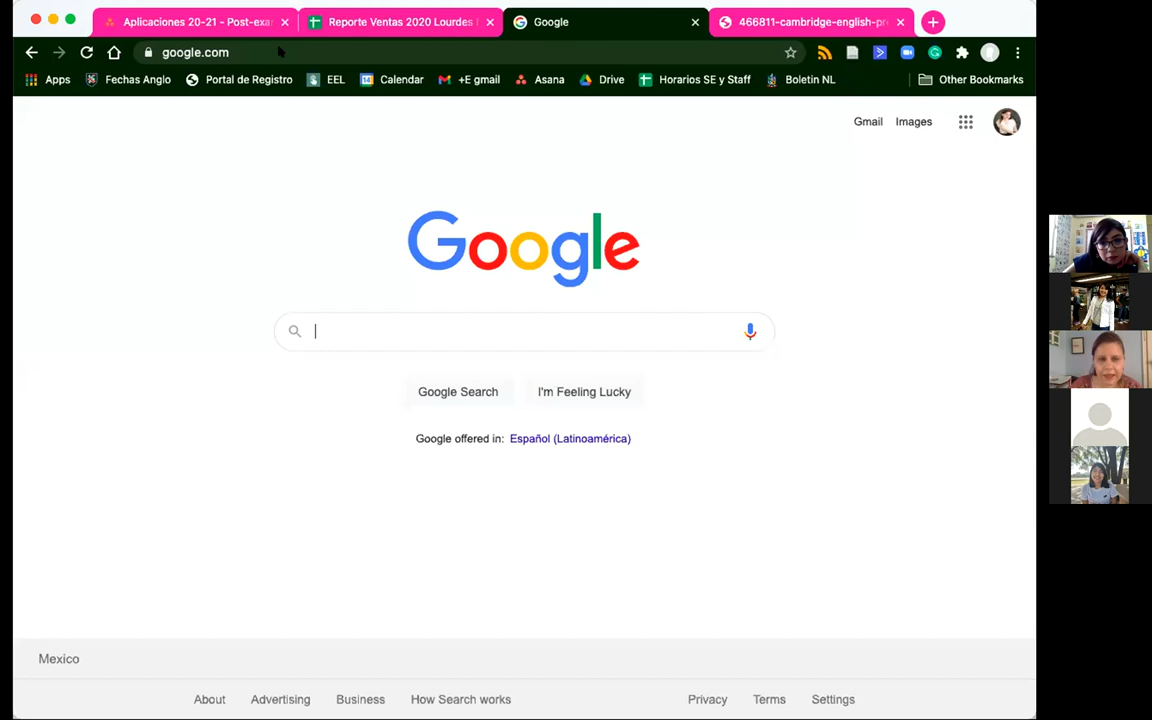 Aplicaciones 20-21 - Post-exa
Reporte Ventas 2020 Lourdes
Google
466811-cambridge-english-pr
google.com
Apps
Fechas Anglo
Portal de Registro
EEL
Calendar
+E gmail
Asana
Drive
Horarios SE y Staff
Boletin NL
Other Bookmarks
Gmail Images
Google
Google Search I'm Feeling Lucky
Google offered in: Español (Latinoamérica)
Mexico
About Advertising Business How Search works Privacy Terms Settings